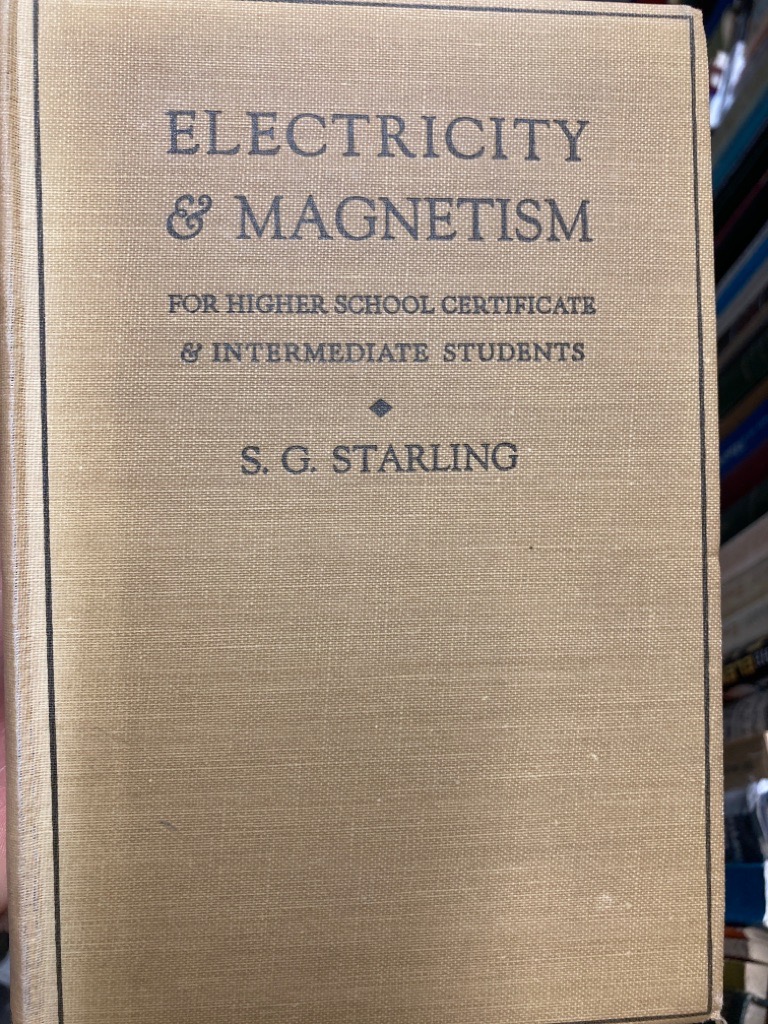 ELECTRICITY
& MAGNETISM
FOR HIGHER SCHOOL CERTIFICATE
& INTERMEDIATE STUDENTS
S. G. STARLING